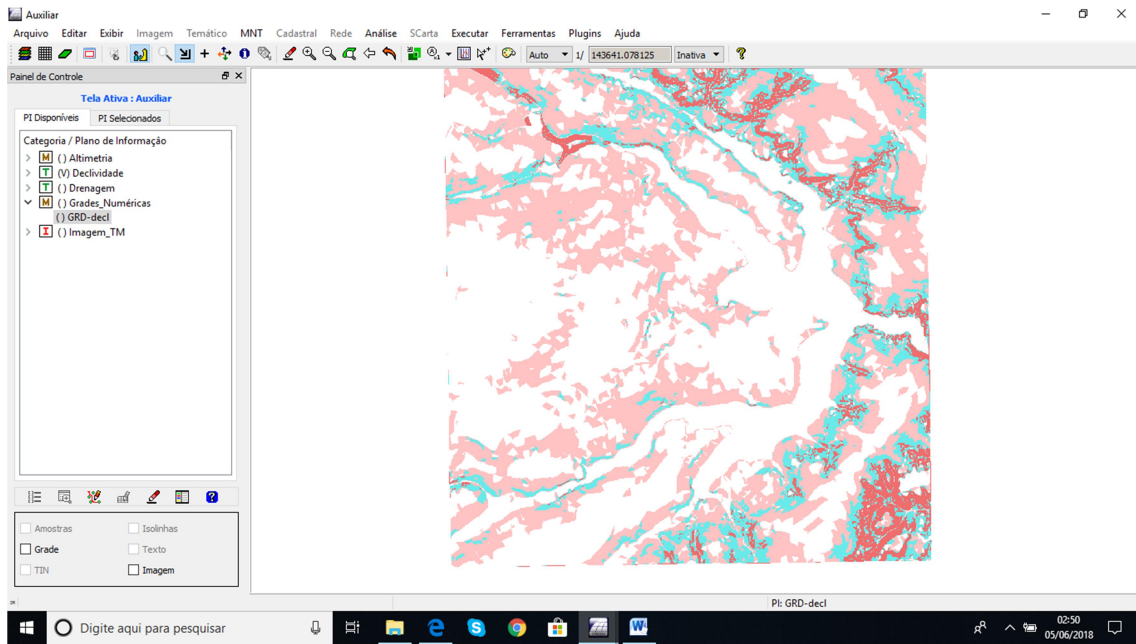 Auxiliar
Arquivo Editar Exibir Imagem Temático MNT Cadastral Rede Análise SCarta Executar Ferramentas Plugins Ajuda
Auto 1/ 143641.078125 Inativa
Painel de Controle
Tela Ativa : Auxiliar
PI Disponíveis PI Selecionados
Categoria / Plano de Informação
M () Altimetria
T (V) Declividade
T () Drenagem
M () Grades_Numéricas
() GRD-decl
I () Imagem_TM
Amostras Isolinhas
Grade Texto
TIN Imagem
PI: GRD-decl
Digite aqui para pesquisar
02:50
05/06/2018